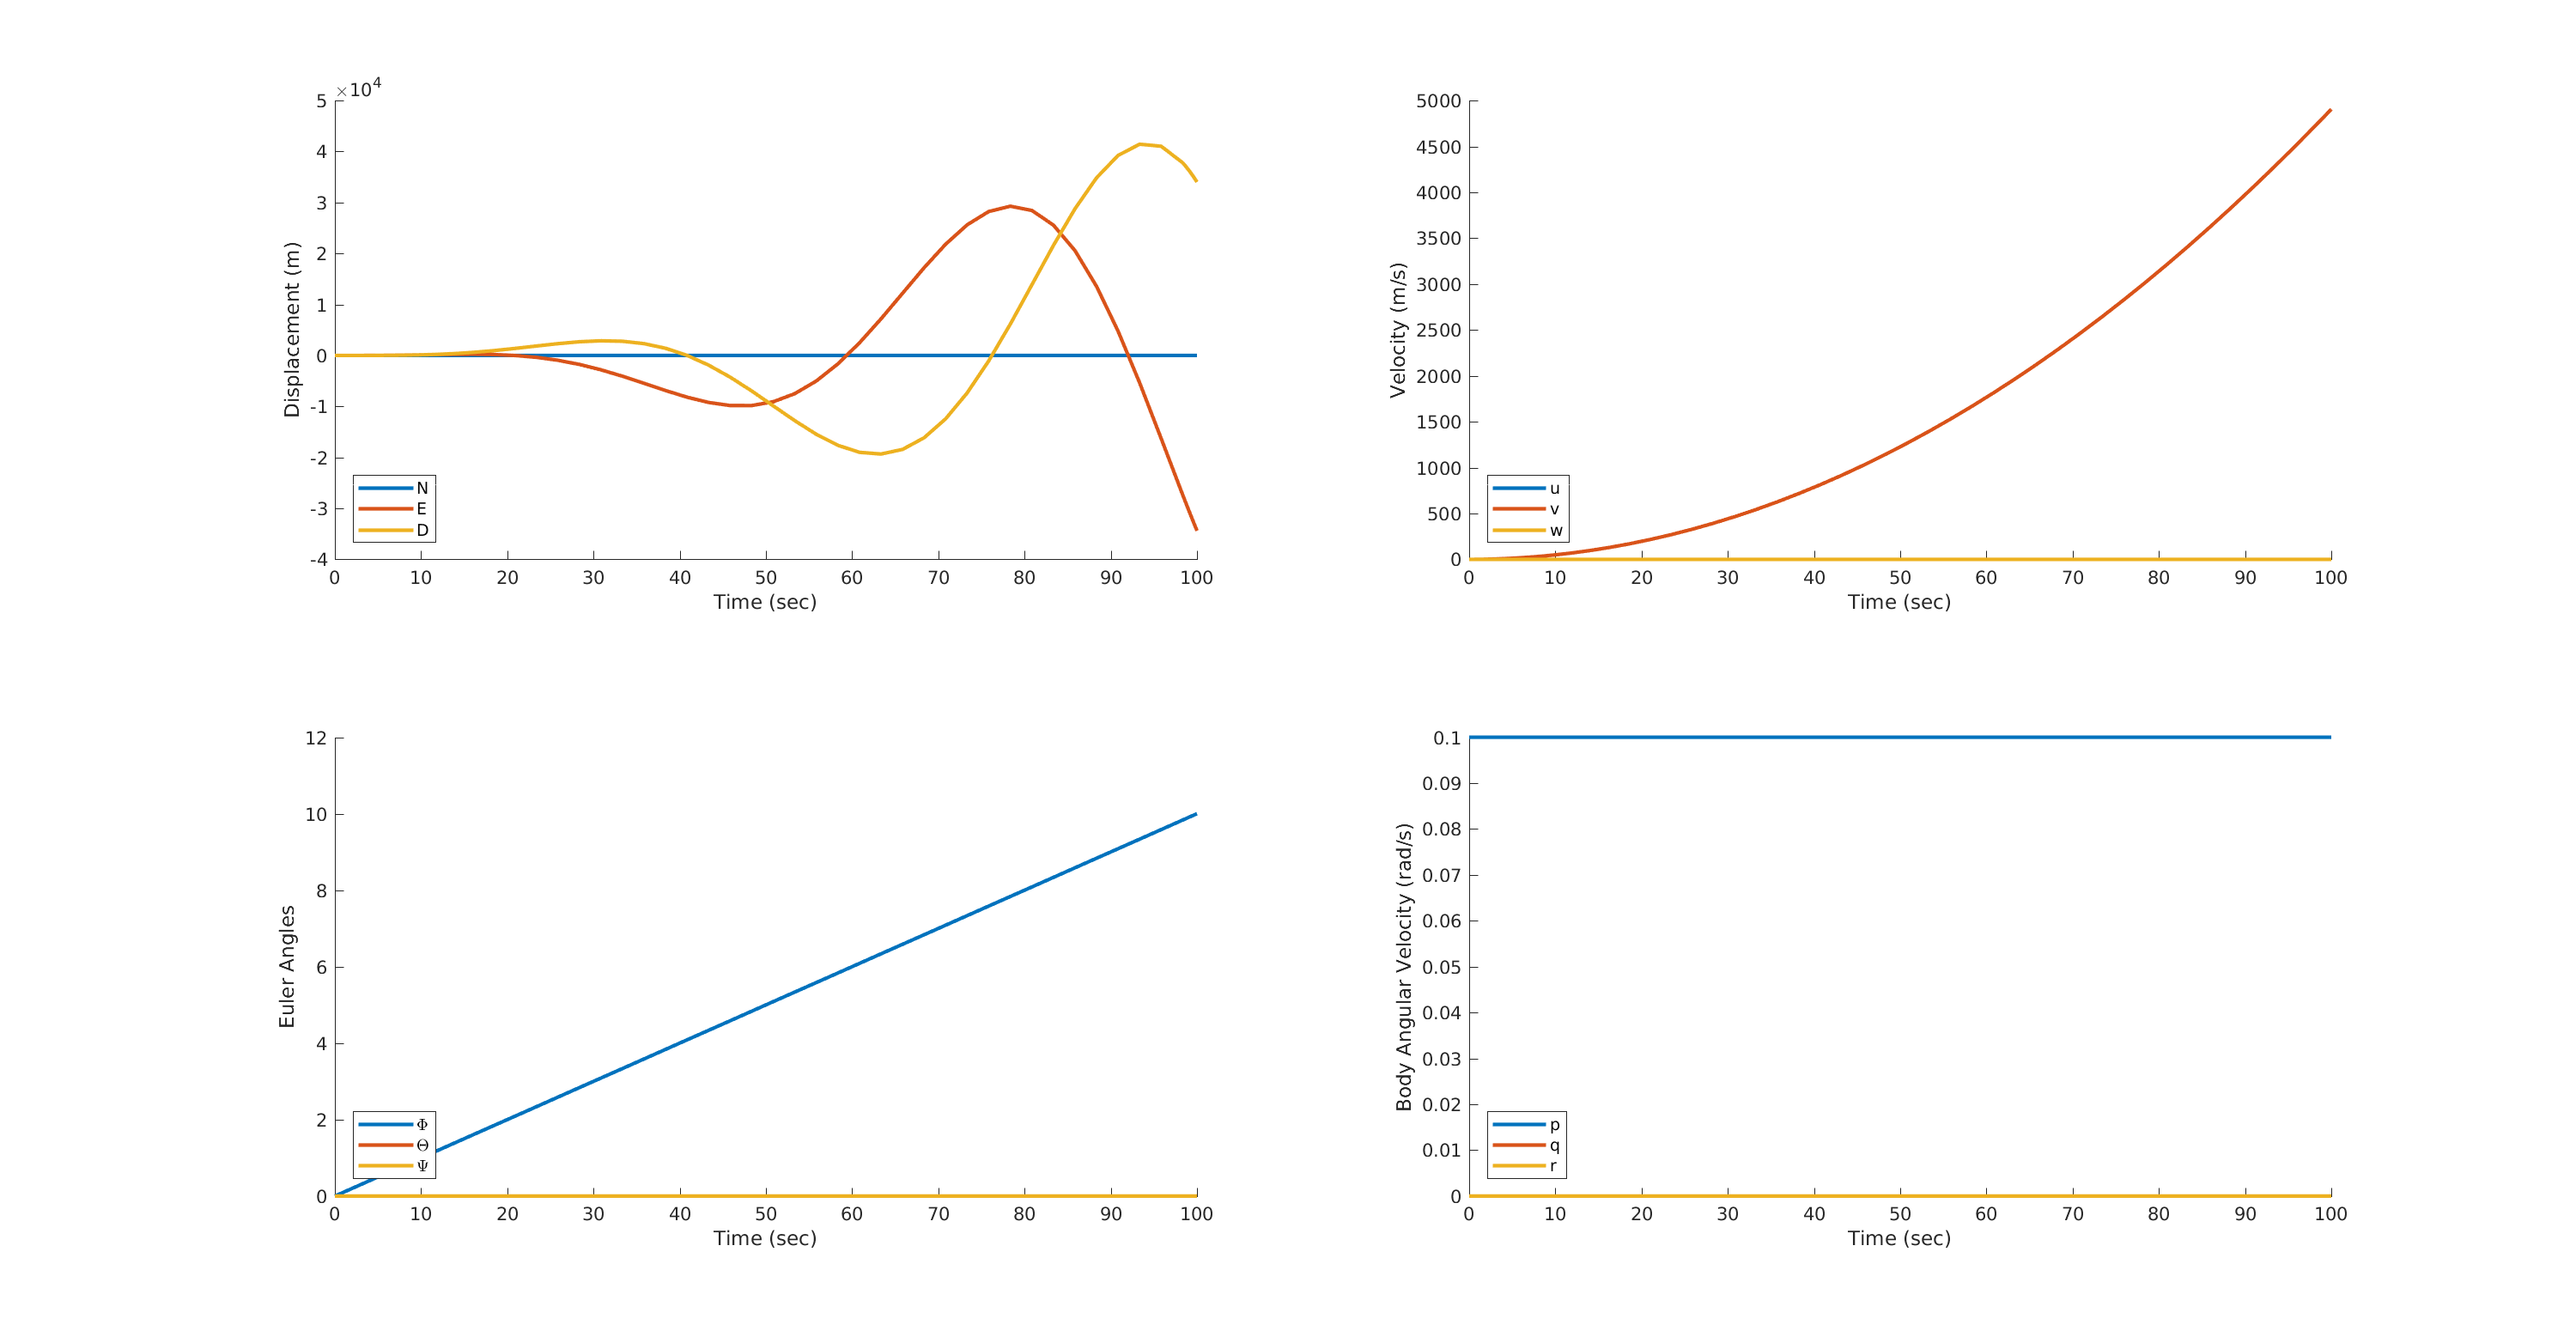 ×10^4
5
4
3
2
1
0
-1
-2
-3
-4
Displacement (m)
N
E
D
0 10 20 30 40 50 60 70 80 90 100
Time (sec)
5000
4500
4000
3500
3000
2500
2000
1500
1000
500
0
Velocity (m/s)
u
v
w
0 10 20 30 40 50 60 70 80 90 100
Time (sec)
12
10
8
6
4
2
0
Euler Angles
Φ
Θ
Ψ
0 10 20 30 40 50 60 70 80 90 100
Time (sec)
0.1
0.09
0.08
0.07
0.06
0.05
0.04
0.03
0.02
0.01
0
Body Angular Velocity (rad/s)
p
q
r
0 10 20 30 40 50 60 70 80 90 100
Time (sec)